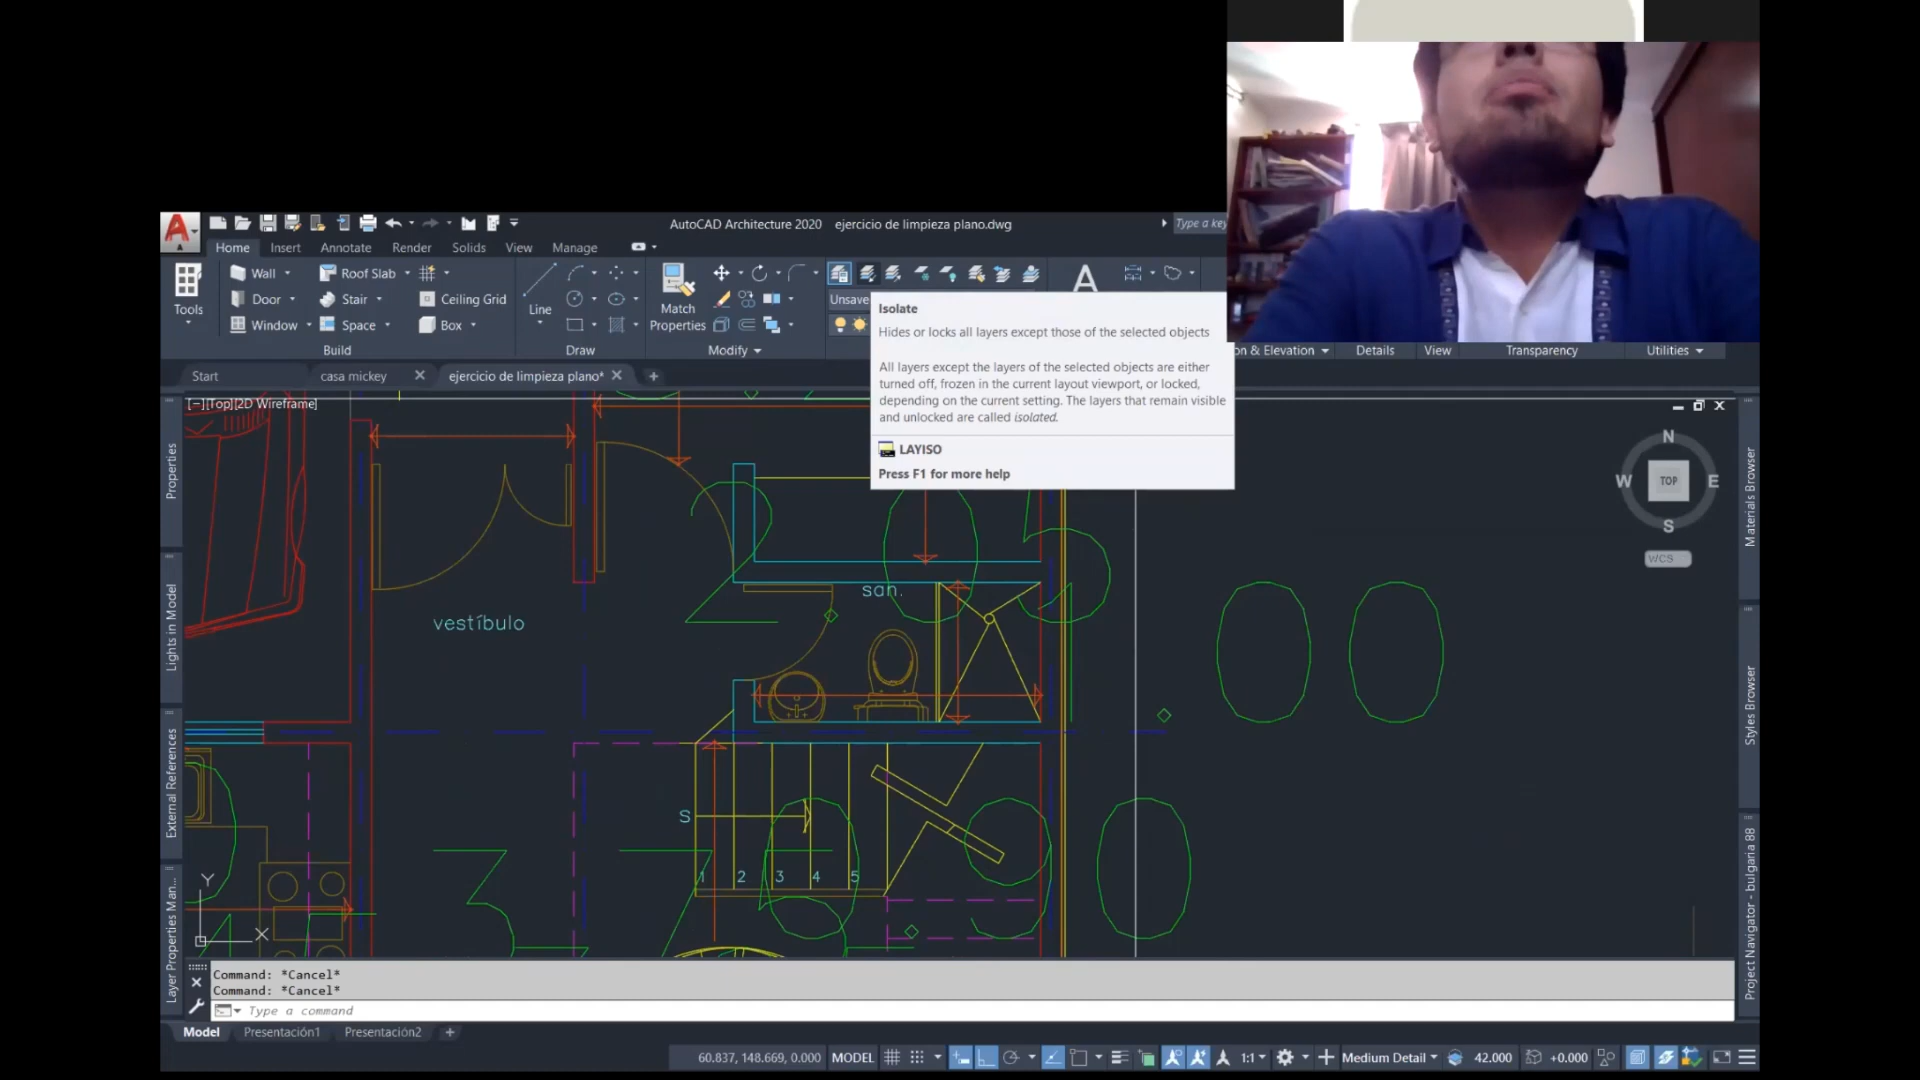 AutoCAD Architecture 2020 ejercicio de limpieza plano.dwg
Type a key
Home Insert Annotate Render Solids View Manage
Tools
Wall
Door
Window
Roof Slab
Stair
Space
Ceiling Grid
Box
Build
Line
Draw
Match
Properties
Modify
Unsave
A
n & Elevation Details View Transparency Utilities
Isolate
Hides or locks all layers except those of the selected objects
All layers except the layers of the selected objects are either
turned off, frozen in the current layout viewport, or locked,
depending on the current setting. The layers that remain visible
and unlocked are called isolated.
LAYISO
Press F1 for more help
Start casa mickey ejercicio de limpieza plano*
[−][Top][2D Wireframe]
Properties
Lights in Model
External References
Layer Properties Man...
Materials Browser
Styles Browser
Project Navigator - bulgaria 88
N
W TOP E
S
WCS
san.
vestíbulo
S
1 2 3 4 5
Y
X
Command: *Cancel*
Command: *Cancel*
Type a command
Model Presentación1 Presentación2
60.837, 148.669, 0.000 MODEL 1:1 Medium Detail 42.000 +0.000